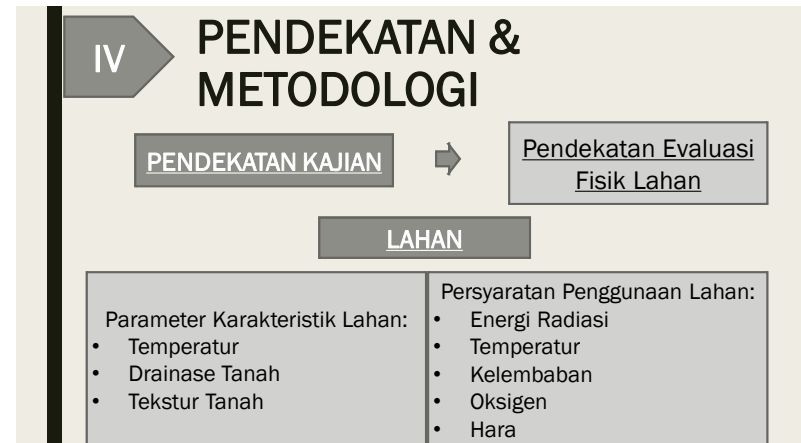 IV
PENDEKATAN &
METODOLOGI
PENDEKATAN KAJIAN
Pendekatan Evaluasi
Fisik Lahan
LAHAN
Parameter Karakteristik Lahan:
• Temperatur
• Drainase Tanah
• Tekstur Tanah
Persyaratan Penggunaan Lahan:
• Energi Radiasi
• Temperatur
• Kelembaban
• Oksigen
• Hara